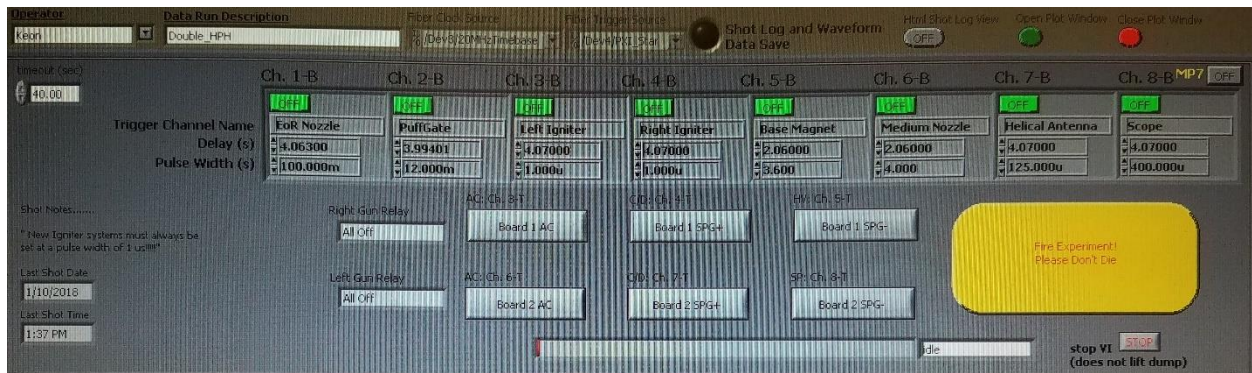 Operator
Keon
Data Run Description
Double_HPH
Fiber Clock Source
/Dev3/20MHzTimebase
Fiber Trigger Source
/Dev4/PXI_Star
Shot Log and Waveform
Data Save
Html Shot Log View
OFF
Open Plot Window
Close Plot Window
timeout (sec)
40.00
Ch. 1-B Ch. 2-B Ch. 3-B Ch. 4-B Ch. 5-B Ch. 6-B Ch. 7-B Ch. 8-B MP7 OFF
OFF OFF OFF OFF OFF OFF OFF OFF
Trigger Channel Name EoR Nozzle PuffGate Left Igniter Right Igniter Base Magnet Medium Nozzle Helical Antenna Scope
Delay (s) 4.06300 3.99401 4.07000 4.07000 2.06000 2.06000 4.07000 4.07000
Pulse Width (s) 100.000m 12.000m 1.000u 1.000u 3.600 4.000 125.000u 400.000u
Shot Notes.......
" New Igniter systems must always be
set at a pulse width of 1 us!!!!!"
Last Shot Date
1/10/2018
Last Shot Time
1:37 PM
Right Gun Relay
All Off
AC: Ch. 3-T
Board 1 AC
C/D: Ch. 4-T
Board 1 SPG+
HV: Ch. 5-T
Board 1 SPG-
Left Gun Relay
All Off
AC: Ch. 6-T
Board 2 AC
C/D: Ch. 7-T
Board 2 SPG+
SP: Ch. 8-T
Board 2 SPG-
Fire Experiment!
Please Don't Die
idle
stop VI STOP
(does not lift dump)